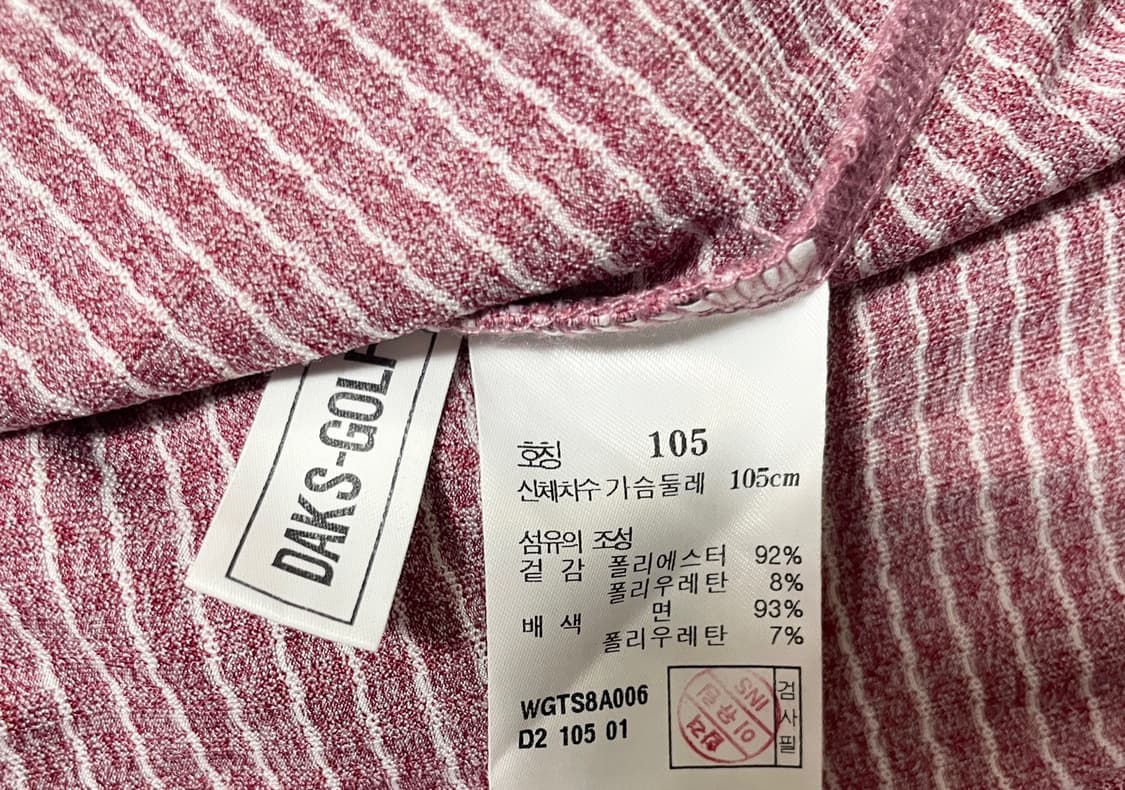 DAKS-GOLF
호칭 105
신체치수 가슴둘레 105cm
섬유의 조성
겉 감 폴리에스터 92%
폴리우레탄 8%
배 색 면 93%
폴리우레탄 7%
WGTS8A006
D2 105 01
검사필
INS